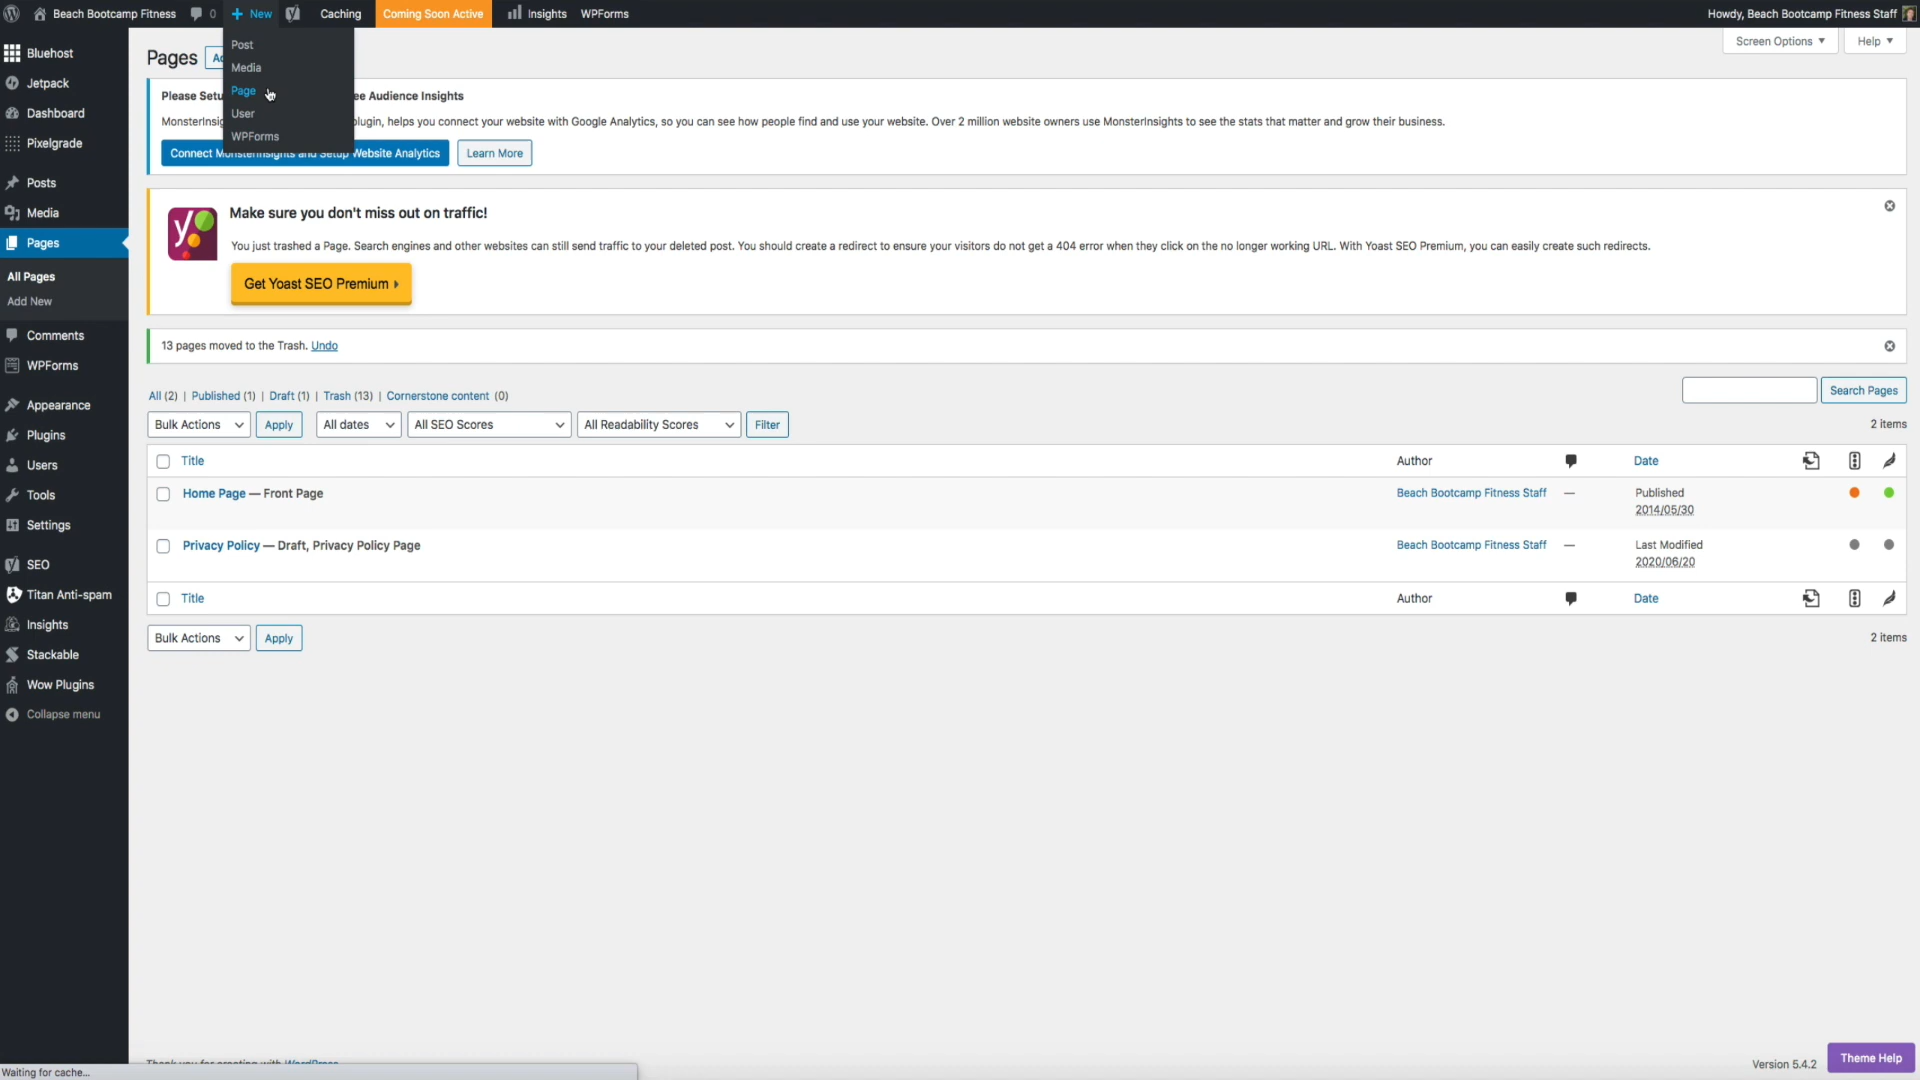 Beach Bootcamp Fitness 0 + New Caching Coming Soon Active Insights WPForms Howdy, Beach Bootcamp Fitness Staff
Post
Media
Page
User
WPForms
Bluehost
Jetpack
Dashboard
Pixelgrade
Posts
Media
Pages
All Pages
Add New
Comments
WPForms
Appearance
Plugins
Users
Tools
Settings
SEO
Titan Anti-spam
Insights
Stackable
Wow Plugins
Collapse menu
Screen Options Help
Pages
Please Setu ee Audience Insights
MonsterInsig plugin, helps you connect your website with Google Analytics, so you can see how people find and use your website. Over 2 million website owners use MonsterInsights to see the stats that matter and grow their business.
Connect MonsterInsights and Setup Website Analytics Learn More
Make sure you don't miss out on traffic!
You just trashed a Page. Search engines and other websites can still send traffic to your deleted post. You should create a redirect to ensure your visitors do not get a 404 error when they click on the no longer working URL. With Yoast SEO Premium, you can easily create such redirects.
Get Yoast SEO Premium
13 pages moved to the Trash. Undo
All (2) | Published (1) | Draft (1) | Trash (13) | Cornerstone content (0)
Search Pages
Bulk Actions Apply All dates All SEO Scores All Readability Scores Filter 2 items
Title Author Date
Home Page — Front Page Beach Bootcamp Fitness Staff — Published
2014/05/30
Privacy Policy — Draft, Privacy Policy Page Beach Bootcamp Fitness Staff — Last Modified
2020/06/20
Title Author Date
Bulk Actions Apply 2 items
Thank you for creating with WordPress Version 5.4.2 Theme Help
Waiting for cache...